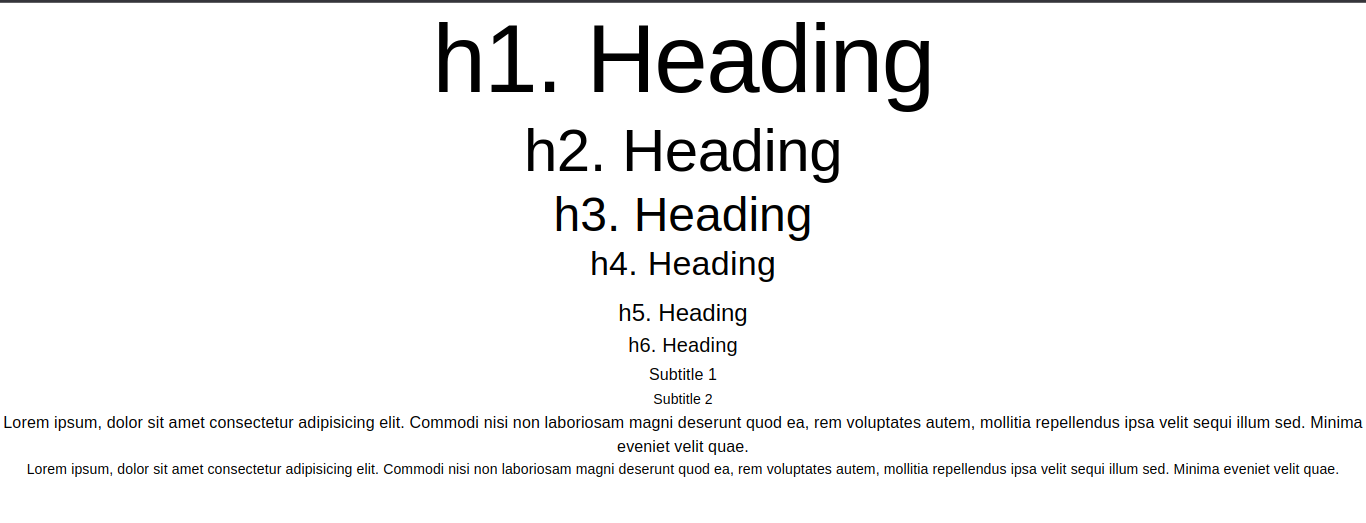 h1. Heading
h2. Heading
h3. Heading
h4. Heading
h5. Heading
h6. Heading
Subtitle 1
Subtitle 2
Lorem ipsum, dolor sit amet consectetur adipisicing elit. Commodi nisi non laboriosam magni deserunt quod ea, rem voluptates autem, mollitia repellendus ipsa velit sequi illum sed. Minima
eveniet velit quae.
Lorem ipsum, dolor sit amet consectetur adipisicing elit. Commodi nisi non laboriosam magni deserunt quod ea, rem voluptates autem, mollitia repellendus ipsa velit sequi illum sed. Minima eveniet velit quae.